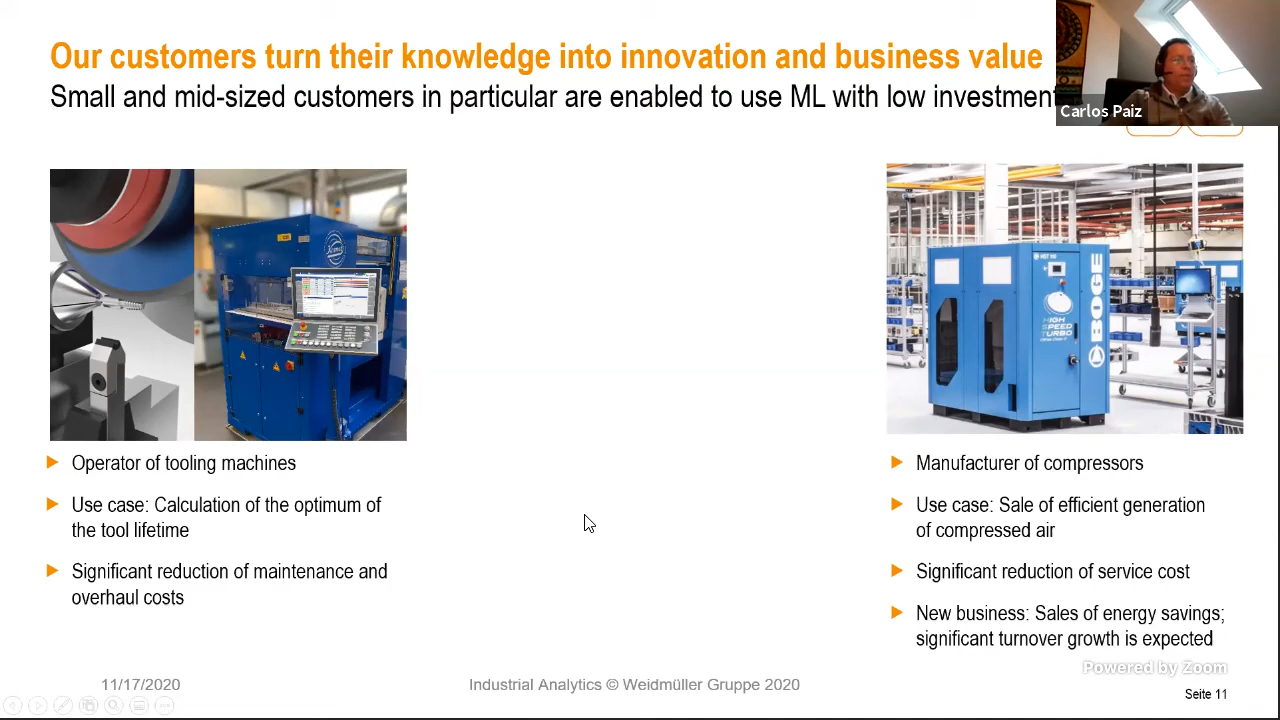 Our customers turn their knowledge into innovation and business value
Small and mid-sized customers in particular are enabled to use ML with low investment
Carlos Paiz
BOGE
HIGH
SPEED
TURBO
Operator of tooling machines
Use case: Calculation of the optimum of
the tool lifetime
Significant reduction of maintenance and
overhaul costs
Manufacturer of compressors
Use case: Sale of efficient generation
of compressed air
Significant reduction of service cost
New business: Sales of energy savings;
significant turnover growth is expected
Powered by Zoom
11/17/2020
Industrial Analytics © Weidmüller Gruppe 2020
Seite 11